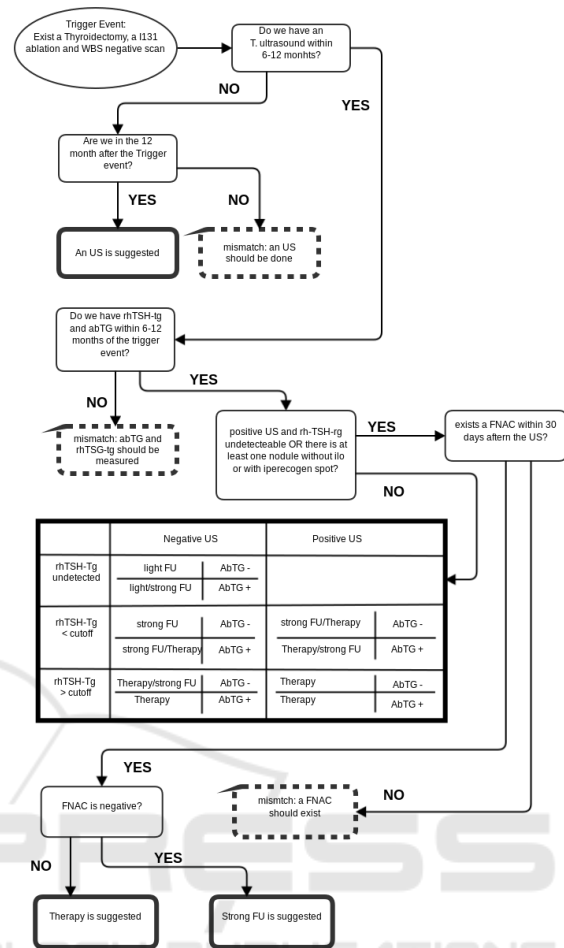 Trigger Event:
Exist a Thyroidectomy, a I131
ablation and WBS negative scan
Do we have an
T. ultrasound within
6-12 monhts?
NO
YES
Are we in the 12
month after the Trigger
event?
YES
NO
An US is suggested
mismatch: an US
should be done
Do we have rhTSH-tg
and abTG within 6-12
months of the trigger
event?
YES
NO
mismatch: abTG and
rhTSG-tg should be
measured
positive US and rh-TSH-rg
undetecteable OR there is at
least one nodule without ilo
or with iperecogen spot?
YES
NO
exists a FNAC within 30
days aftern the US?
Negative US Positive US
rhTSH-Tg
undetected
light FU AbTG -
light/strong FU AbTG +
rhTSH-Tg
< cutoff
strong FU AbTG - strong FU/Therapy AbTG -
strong FU/Therapy AbTG + Therapy/strong FU AbTG +
rhTSH-Tg
> cutoff
Therapy/strong FU AbTG - Therapy AbTG -
Therapy AbTG + Therapy AbTG +
YES
FNAC is negative?
mismtch: a FNAC
should exist
NO
NO
YES
Therapy is suggested
Strong FU is suggested
PRESS